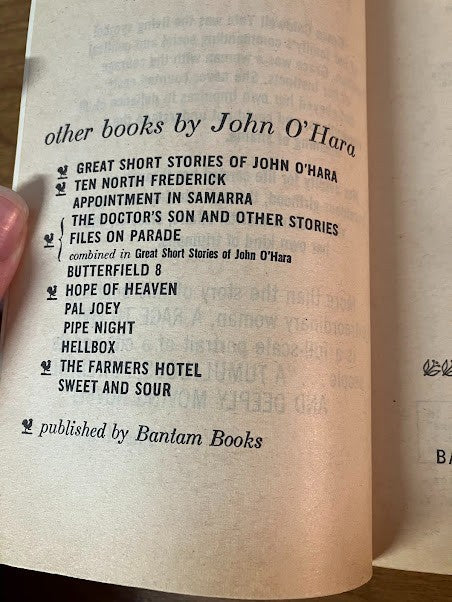 other books by John O'Hara
GREAT SHORT STORIES OF JOHN O'HARA
TEN NORTH FREDERICK
APPOINTMENT IN SAMARRA
THE DOCTOR'S SON AND OTHER STORIES
FILES ON PARADE
combined in Great Short Stories of John O'Hara
BUTTERFIELD 8
HOPE OF HEAVEN
PAL JOEY
PIPE NIGHT
HELLBOX
THE FARMERS HOTEL
SWEET AND SOUR
published by Bantam Books